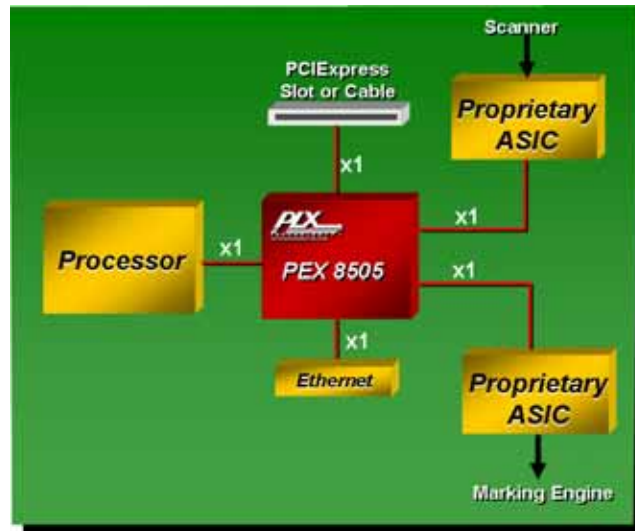 Scanner
PCIExpress
Slot or Cable
Proprietary
ASIC
x1
x1
PLX
Processor
x1
PEX 8505
x1
x1
Ethernet
Proprietary
ASIC
Marking Engine